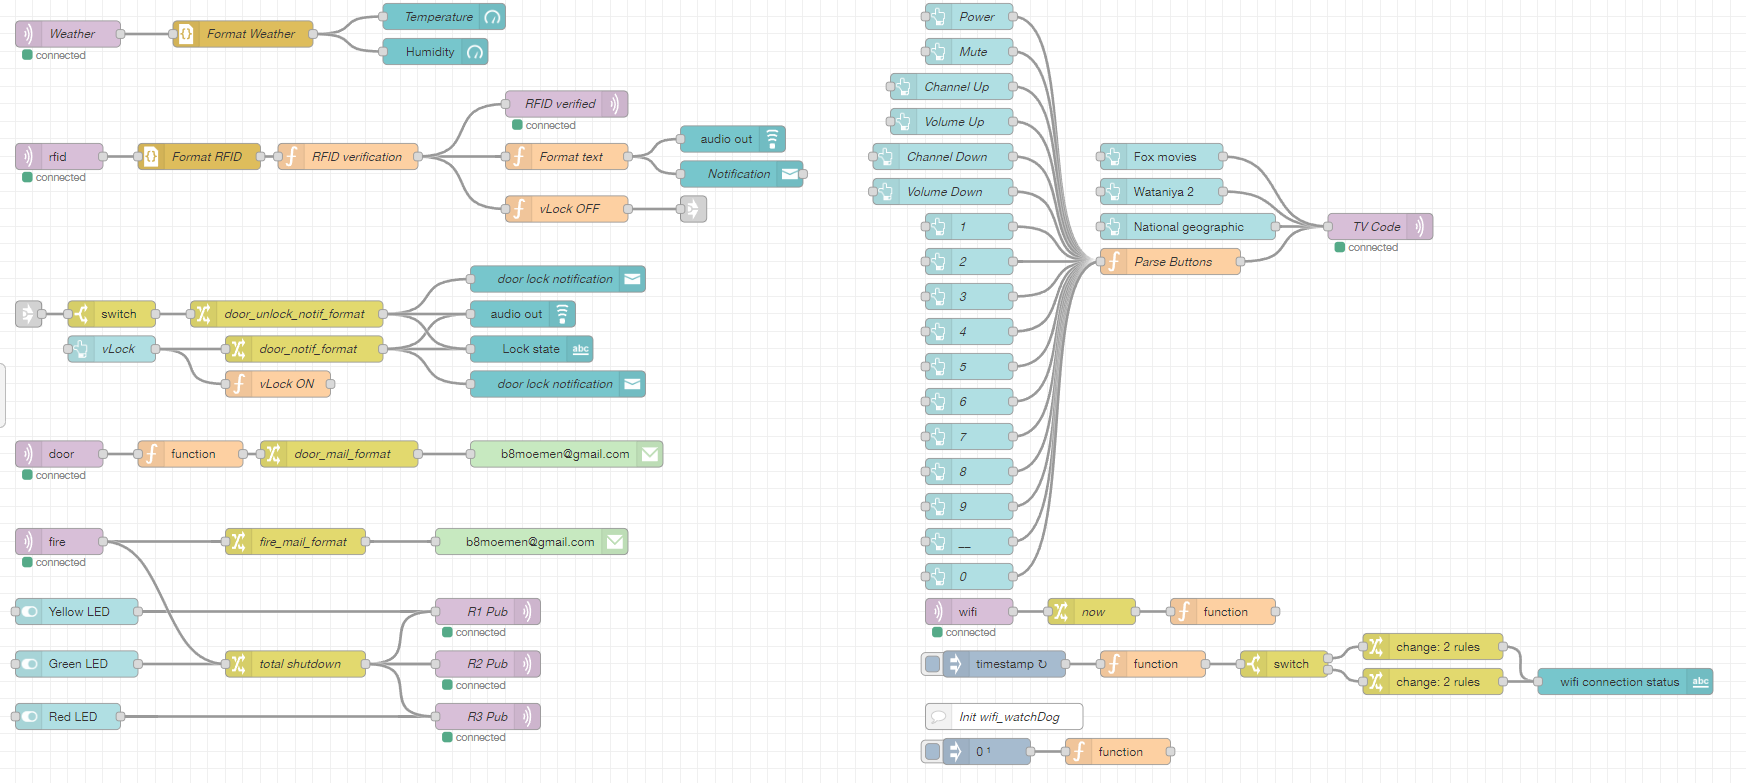 Weather
connected
Format Weather
Temperature
Humidity
RFID verified
connected
rfid
connected
Format RFID
RFID verification
Format text
audio out
Notification
vLock OFF
door lock notification
switch
door_unlock_notif_format
audio out
vLock
door_notif_format
Lock state
abc
vLock ON
door lock notification
door
connected
function
door_mail_format
b8moemen@gmail.com
fire
connected
fire_mail_format
b8moemen@gmail.com
Yellow LED
R1 Pub
connected
Green LED
total shutdown
R2 Pub
connected
Red LED
R3 Pub
connected
Power
Mute
Channel Up
Volume Up
Channel Down
Volume Down
1
2
3
4
5
6
7
8
9
__
0
Fox movies
Wataniya 2
National geographic
Parse Buttons
TV Code
connected
wifi
connected
now
function
timestamp ↻
function
switch
change: 2 rules
change: 2 rules
wifi connection status
abc
Init wifi_watchDog
0 ¹
function